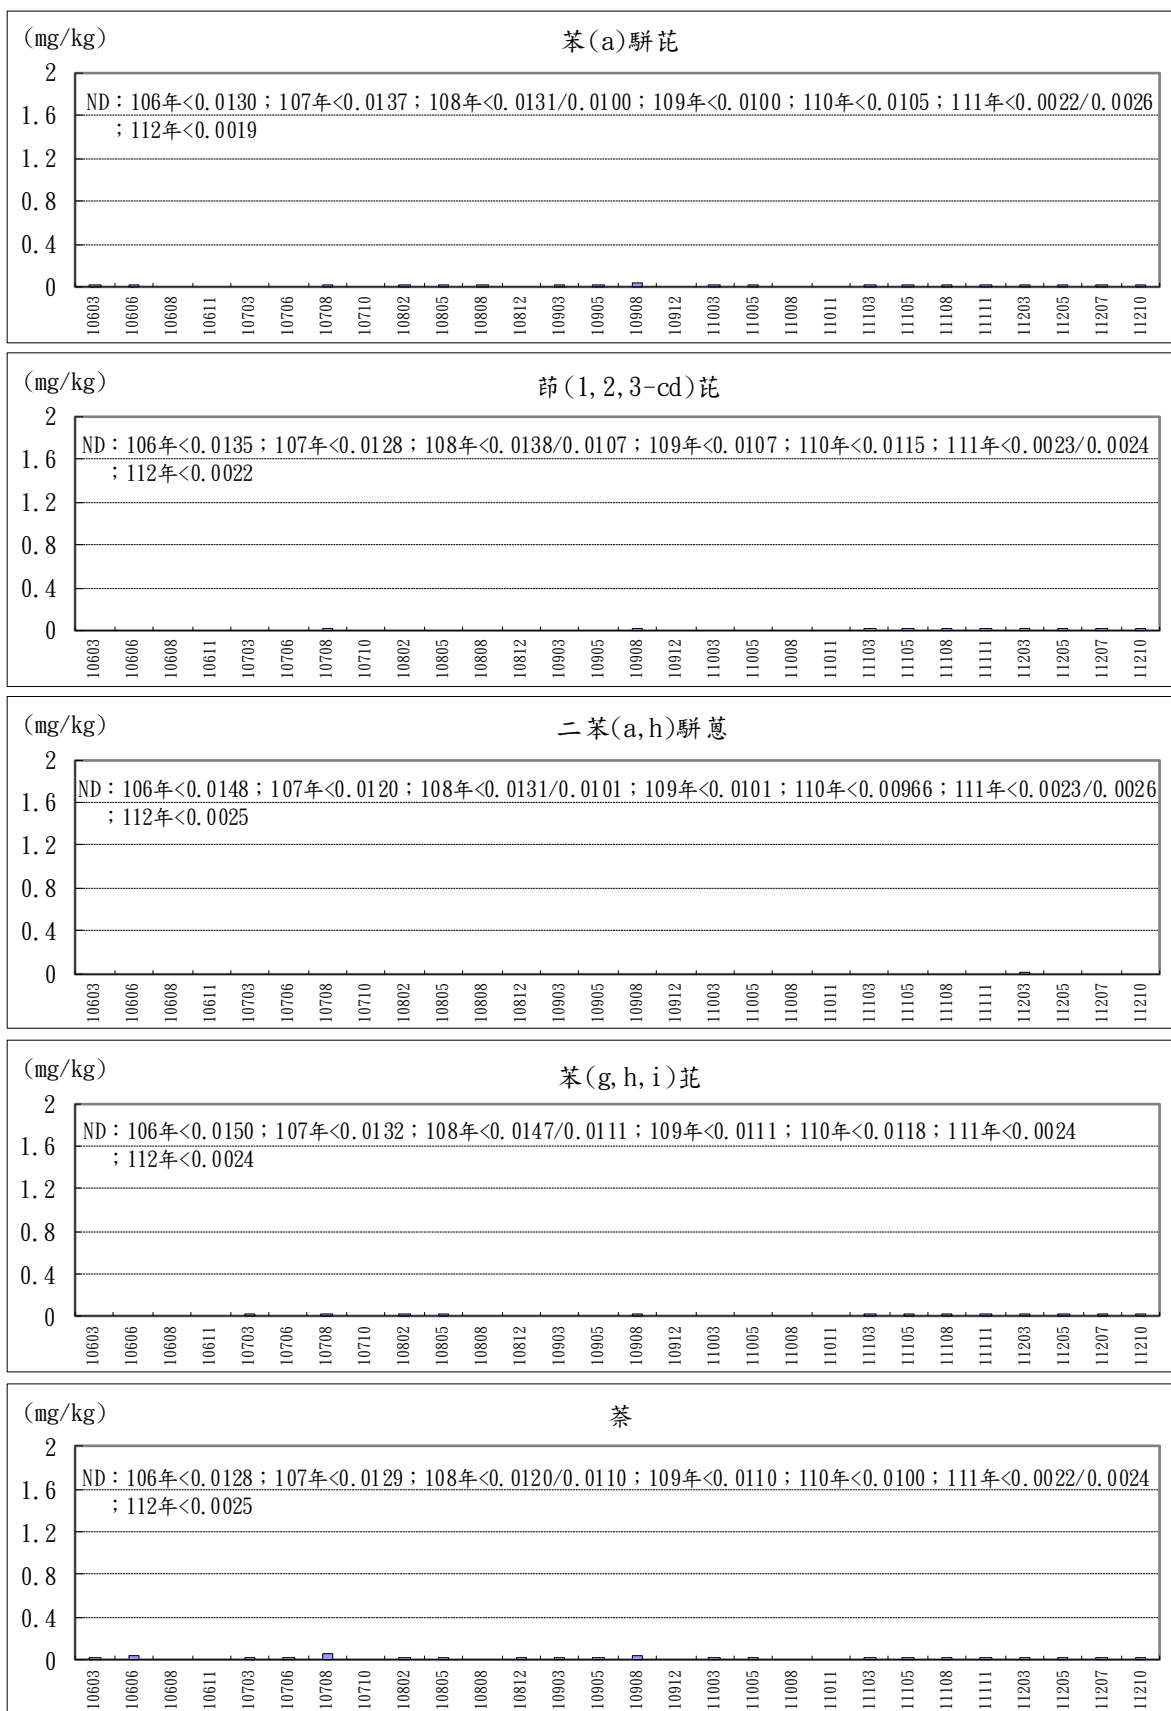 (mg/kg)
苯(a)駢芘
2
ND：106年<0.0130；107年<0.0137；108年<0.0131/0.0100；109年<0.0100；110年<0.0105；111年<0.0022/0.0026
1.6
；112年<0.0019
1.2
0.8
0.4
0
10603 10606 10608 10611 10703 10706 10708 10710 10802 10805 10808 10812 10903 10905 10908 10912 11003 11005 11008 11011 11103 11105 11108 11111 11203 11205 11207 11210
(mg/kg)
茚(1,2,3-cd)芘
2
ND：106年<0.0135；107年<0.0128；108年<0.0138/0.0107；109年<0.0107；110年<0.0115；111年<0.0023/0.0024
1.6
；112年<0.0022
1.2
0.8
0.4
0
10603 10606 10608 10611 10703 10706 10708 10710 10802 10805 10808 10812 10903 10905 10908 10912 11003 11005 11008 11011 11103 11105 11108 11111 11203 11205 11207 11210
(mg/kg)
二苯(a,h)駢蒽
2
ND：106年<0.0148；107年<0.0120；108年<0.0131/0.0101；109年<0.0101；110年<0.00966；111年<0.0023/0.0026
1.6
；112年<0.0025
1.2
0.8
0.4
0
10603 10606 10608 10611 10703 10706 10708 10710 10802 10805 10808 10812 10903 10905 10908 10912 11003 11005 11008 11011 11103 11105 11108 11111 11203 11205 11207 11210
(mg/kg)
苯(g,h,i)苝
2
ND：106年<0.0150；107年<0.0132；108年<0.0147/0.0111；109年<0.0111；110年<0.0118；111年<0.0024
1.6
；112年<0.0024
1.2
0.8
0.4
0
10603 10606 10608 10611 10703 10706 10708 10710 10802 10805 10808 10812 10903 10905 10908 10912 11003 11005 11008 11011 11103 11105 11108 11111 11203 11205 11207 11210
(mg/kg)
萘
2
ND：106年<0.0128；107年<0.0129；108年<0.0120/0.0110；109年<0.0110；110年<0.0100；111年<0.0022/0.0024
1.6
；112年<0.0025
1.2
0.8
0.4
0
10603 10606 10608 10611 10703 10706 10708 10710 10802 10805 10808 10812 10903 10905 10908 10912 11003 11005 11008 11011 11103 11105 11108 11111 11203 11205 11207 11210